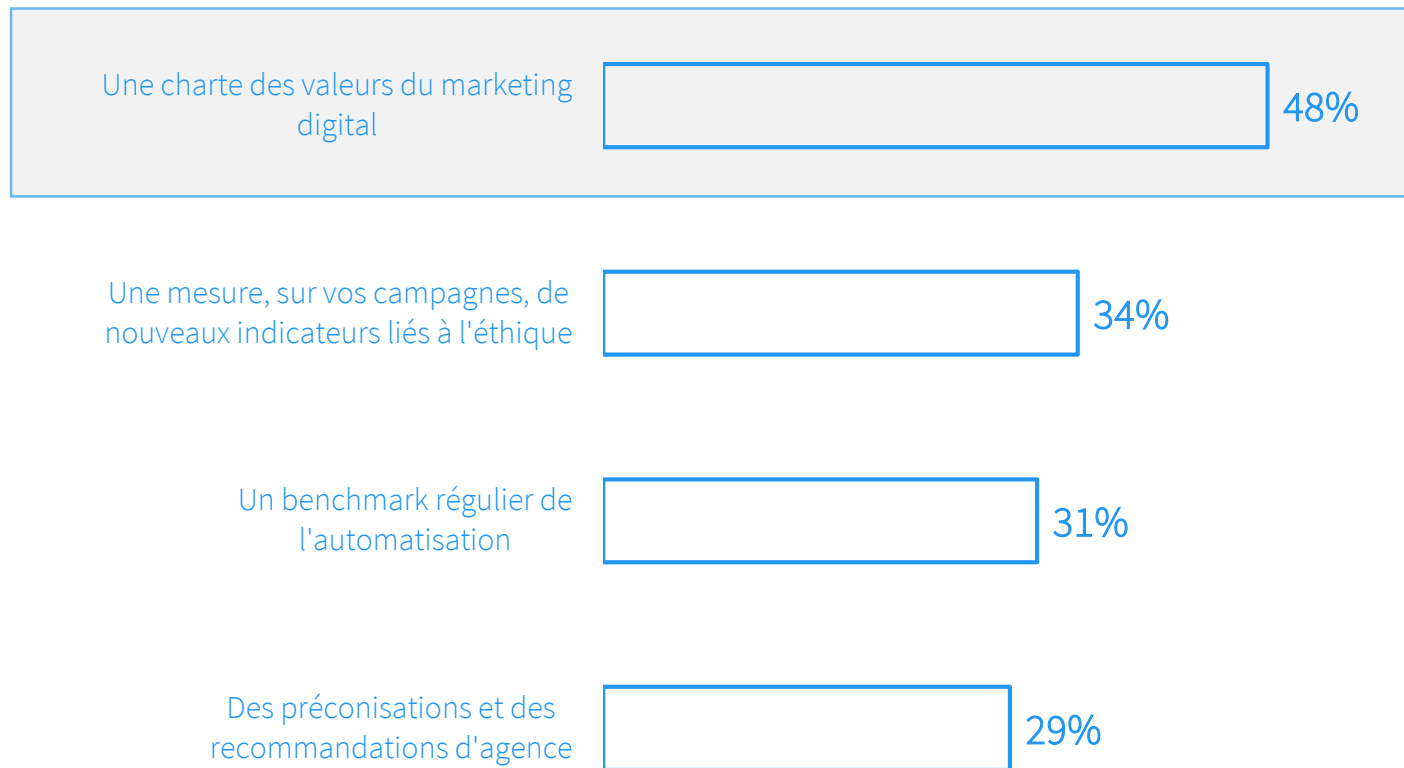 Une charte des valeurs du marketing
digital
48%
Une mesure, sur vos campagnes, de
nouveaux indicateurs liés à l'éthique
34%
Un benchmark régulier de
l'automatisation
31%
Des préconisations et des
recommandations d'agence
29%